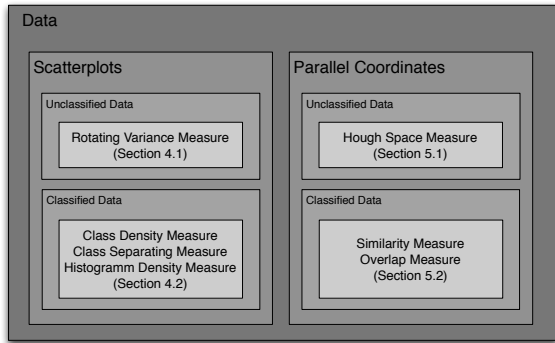 Data
Scatterplots
Unclassified Data
Rotating Variance Measure
(Section 4.1)
Classified Data
Class Density Measure
Class Separating Measure
Histogramm Density Measure
(Section 4.2)
Parallel Coordinates
Unclassified Data
Hough Space Measure
(Section 5.1)
Classified Data
Similarity Measure
Overlap Measure
(Section 5.2)